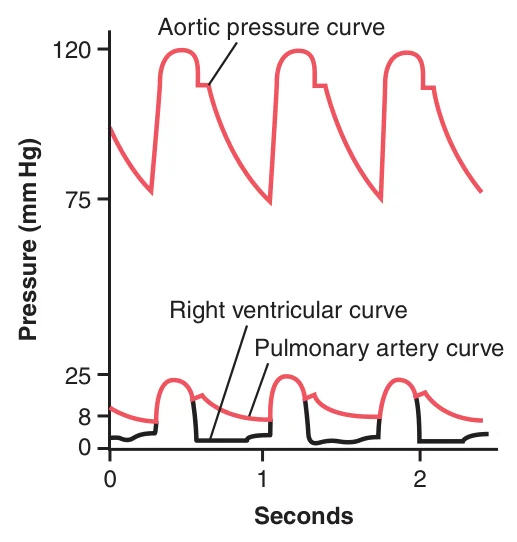 Aortic pressure curve
120
75
Pressure (mm Hg)
Right ventricular curve
Pulmonary artery curve
25
8
0
0
1
2
Seconds